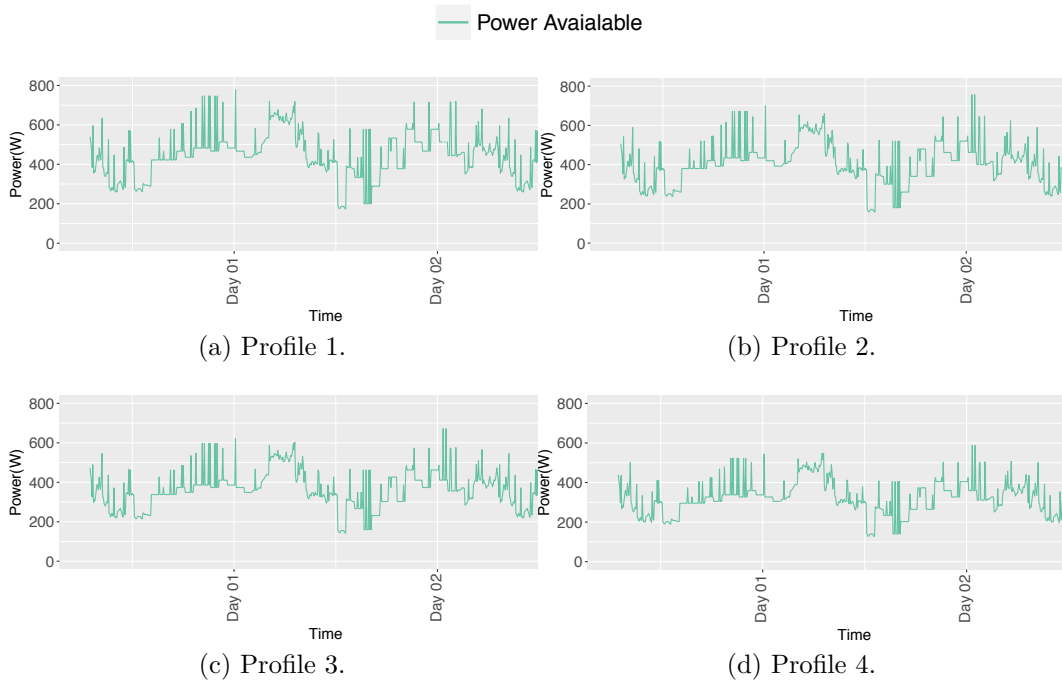 Power Avaialable
800
600
400
200
0
Power(W)
Day 01
Day 02
Time
(a) Profile 1.
800
600
400
200
0
Power(W)
Day 01
Day 02
Time
(b) Profile 2.
800
600
400
200
0
Power(W)
Day 01
Day 02
Time
(c) Profile 3.
800
600
400
200
0
Power(W)
Day 01
Day 02
Time
(d) Profile 4.